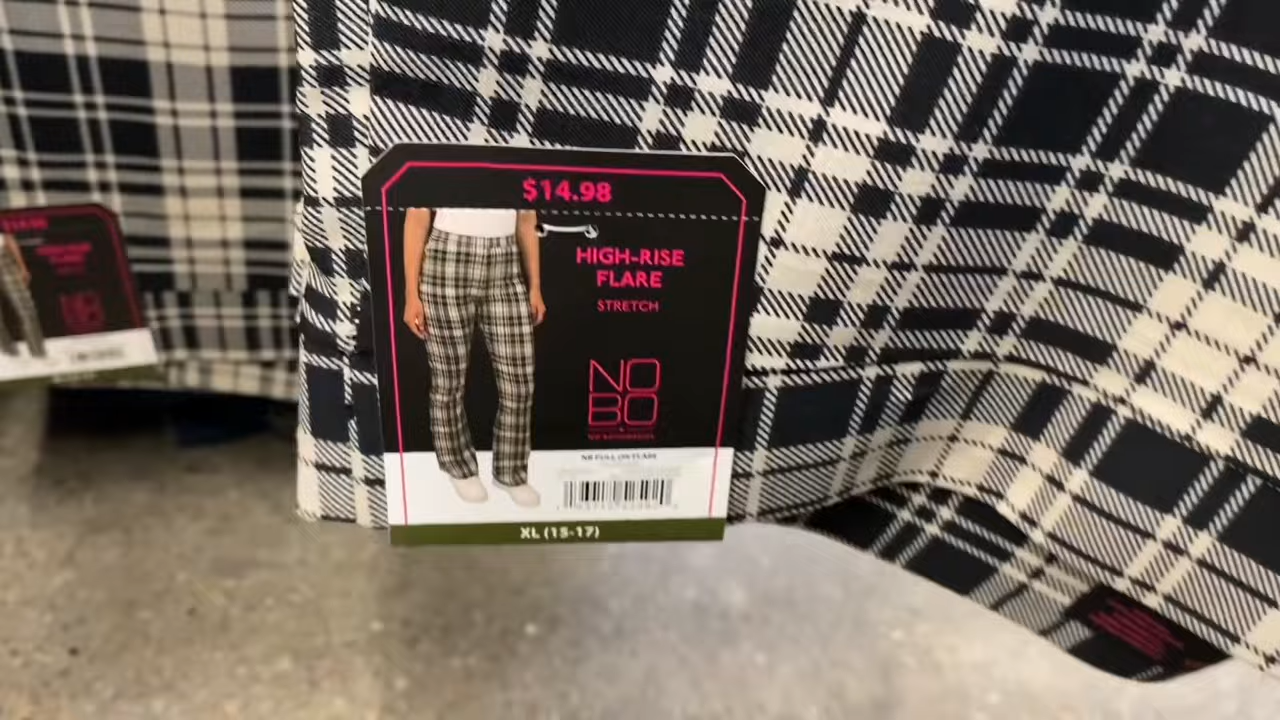 $14.98
HIGH-RISE
FLARE
STRETCH
NO
BO
XL (15-17)